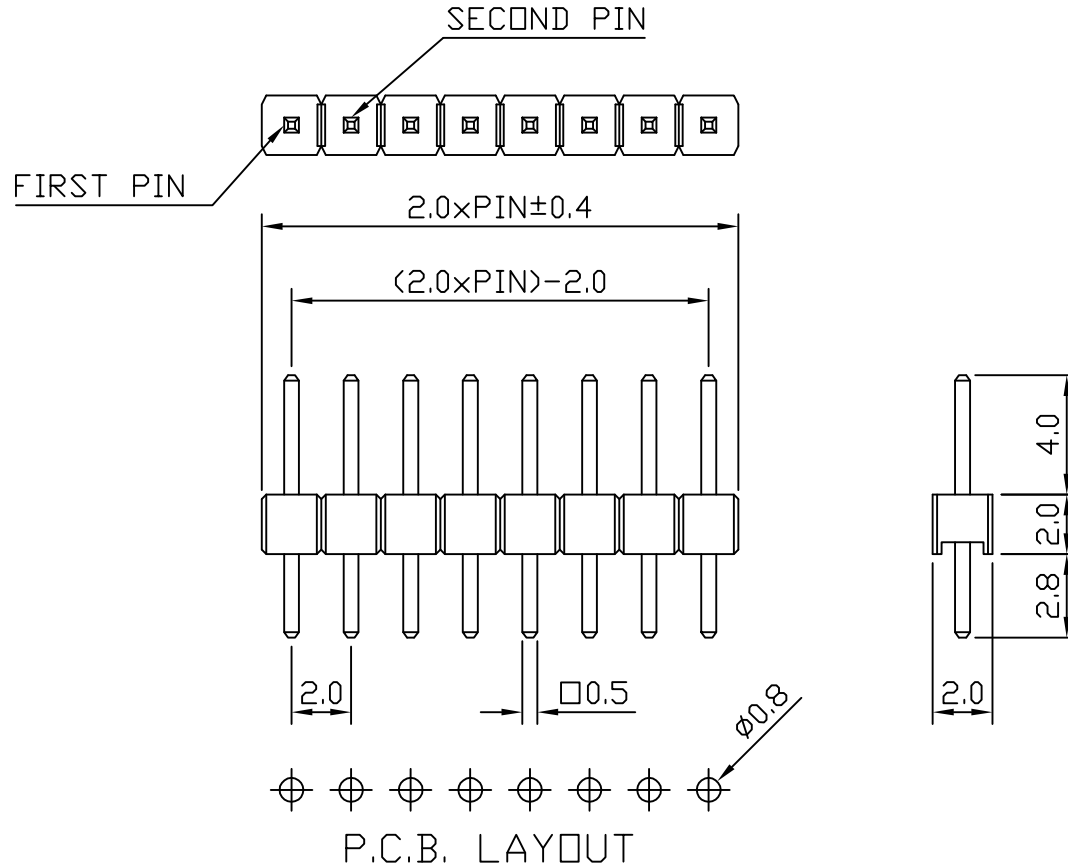 SECOND PIN
FIRST PIN
2.0xPIN±0.4
(2.0xPIN)-2.0
4.0
2.0
2.8
2.0
□0.5
2.0
ø0.8
P.C.B. LAYOUT